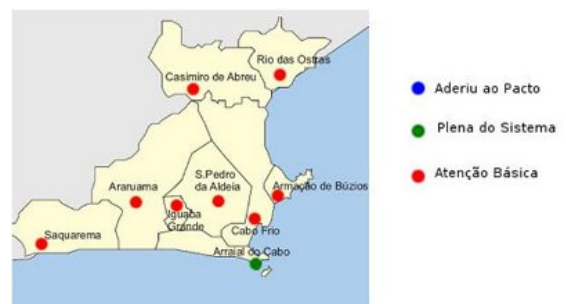 Rio das Ostras
Casimiro de Abreu
S.Pedro
da Aldeia
Araruama
Armação de Búzios
Iguaba
Grande
Cabo Frio
Saquarema
Arraial do Cabo
Aderiu ao Pacto
Plena do Sistema
Atenção Básica